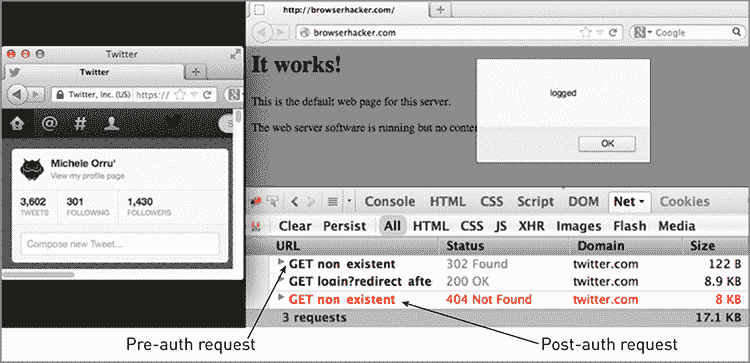 http://browserhacker.com/
Twitter
Twitter
Twitter, Inc. (US)
https://
browserhacker.com
Google
It works!
This is the default web page for this server.
The web server software is running but no conten
logged
OK
Michele Orru'
View my profile page
3,602 301 1,430
TWEETS FOLLOWING FOLLOWERS
Compose new Tweet...
Console HTML CSS Script DOM Net Cookies
Clear Persist All HTML CSS JS XHR Images Flash Media
URL Status Domain Size
GET non existent 302 Found twitter.com 122 B
GET login?redirect afte 200 OK twitter.com 8.9 KB
GET non existent 404 Not Found twitter.com 8 KB
3 requests 17.1 KB
Pre-auth request Post-auth request